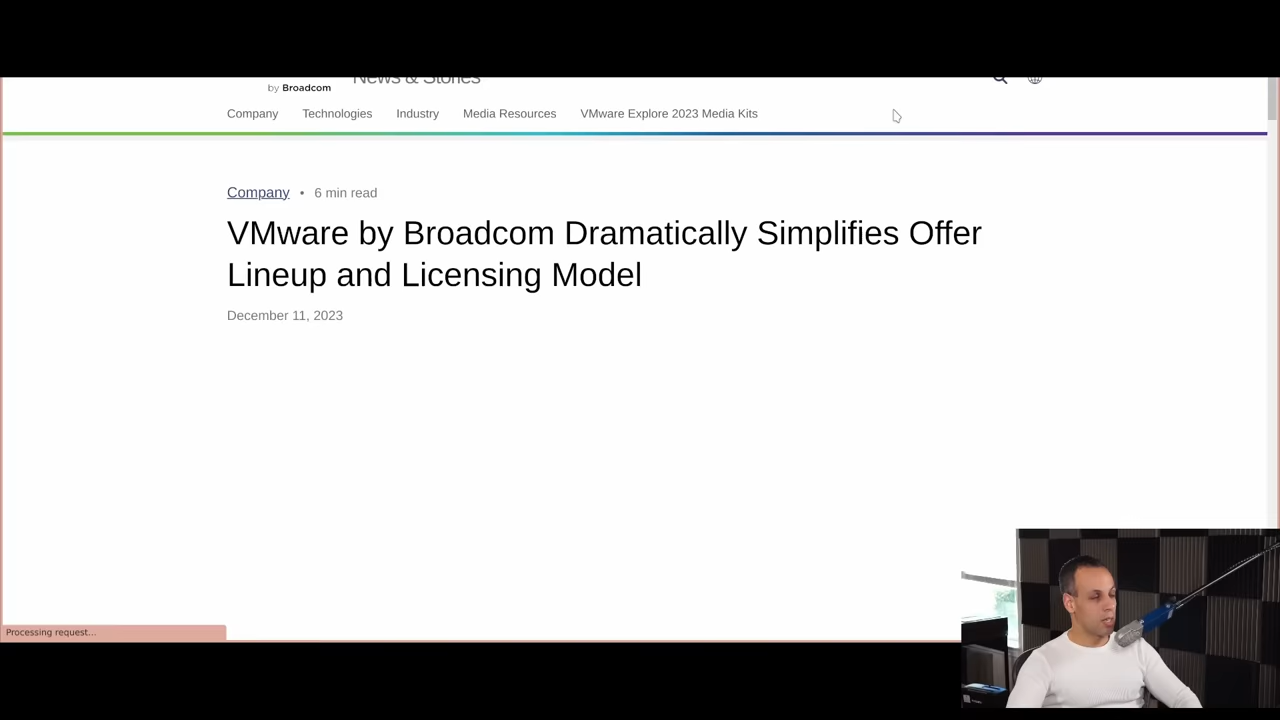 News & Stories
by Broadcom
Company Technologies Industry Media Resources VMware Explore 2023 Media Kits
Company • 6 min read
VMware by Broadcom Dramatically Simplifies Offer
Lineup and Licensing Model
December 11, 2023
Processing request...